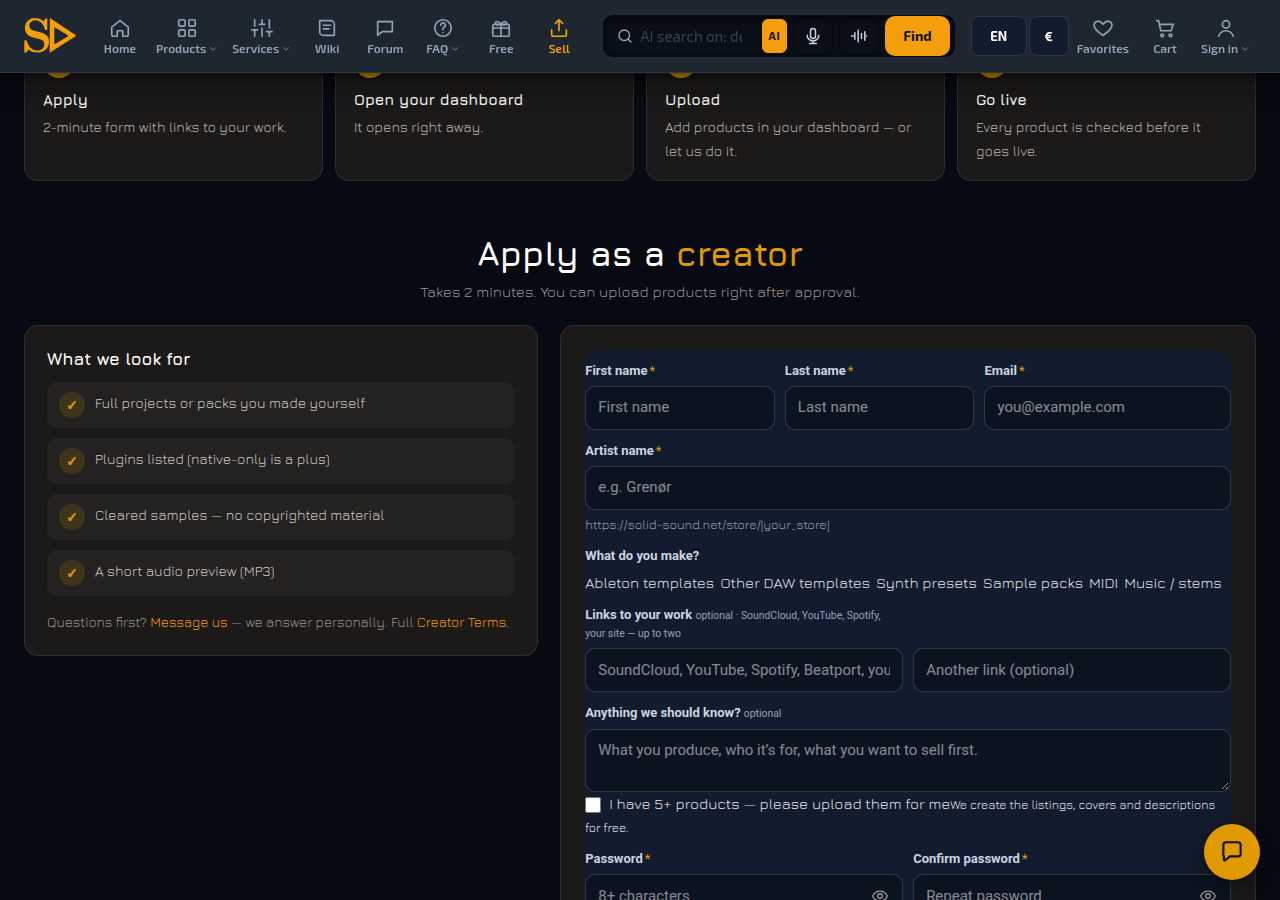 SD
Home
Products
Services
Wiki
Forum
FAQ
Free
Sell
AI search on: d
AI
Find
EN
€
Favorites
Cart
Sign in
Apply
2-minute form with links to your work.
Open your dashboard
It opens right away.
Upload
Add products in your dashboard — or
let us do it.
Go live
Every product is checked before it
goes live.
Apply as a creator
Takes 2 minutes. You can upload products right after approval.
What we look for
✓ Full projects or packs you made yourself
✓ Plugins listed (native-only is a plus)
✓ Cleared samples — no copyrighted material
✓ A short audio preview (MP3)
Questions first? Message us — we answer personally. Full Creator Terms.
First name *
Last name *
Email *
First name
Last name
you@example.com
Artist name *
e.g. Grenør
https://solid-sound.net/store/[your_store]
What do you make?
Ableton templates Other DAW templates Synth presets Sample packs MIDI Music / stems
Links to your work optional · SoundCloud, YouTube, Spotify,
your site — up to two
SoundCloud, YouTube, Spotify, Beatport, you
Another link (optional)
Anything we should know? optional
What you produce, who it's for, what you want to sell first.
I have 5+ products — please upload them for meWe create the listings, covers and descriptions
for free.
Password *
Confirm password *
8+ characters
Repeat password